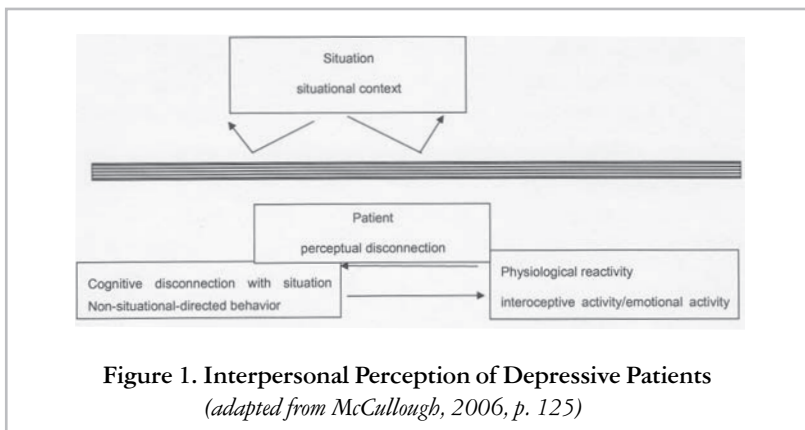 Situation
situational context
Patient
perceptual disconnection
Cognitive disconnection with situation
Non-situational-directed behavior
Physiological reactivity
interoceptive activity/emotional activity
Figure 1. Interpersonal Perception of Depressive Patients
(adapted from McCullough, 2006, p. 125)